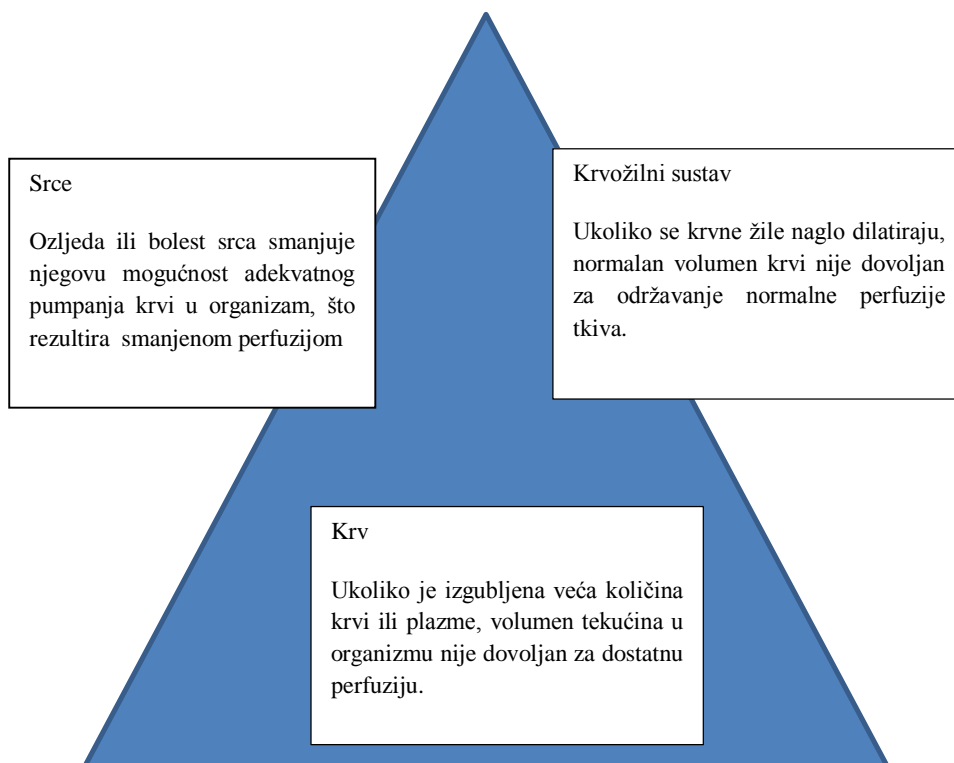 Srce
Ozljeda ili bolest srca smanjuje
njegovu mogućnost adekvatnog
pumpanja krvi u organizam, što
rezultira smanjenom perfuzijom
Krvožilni sustav
Ukoliko se krvne žile naglo dilatiraju,
normalan volumen krvi nije dovoljan
za održavanje normalne perfuzije
tkiva.
Krv
Ukoliko je izgubljena veća količina
krvi ili plazme, volumen tekućina u
organizmu nije dovoljan za dostatnu
perfuziju.